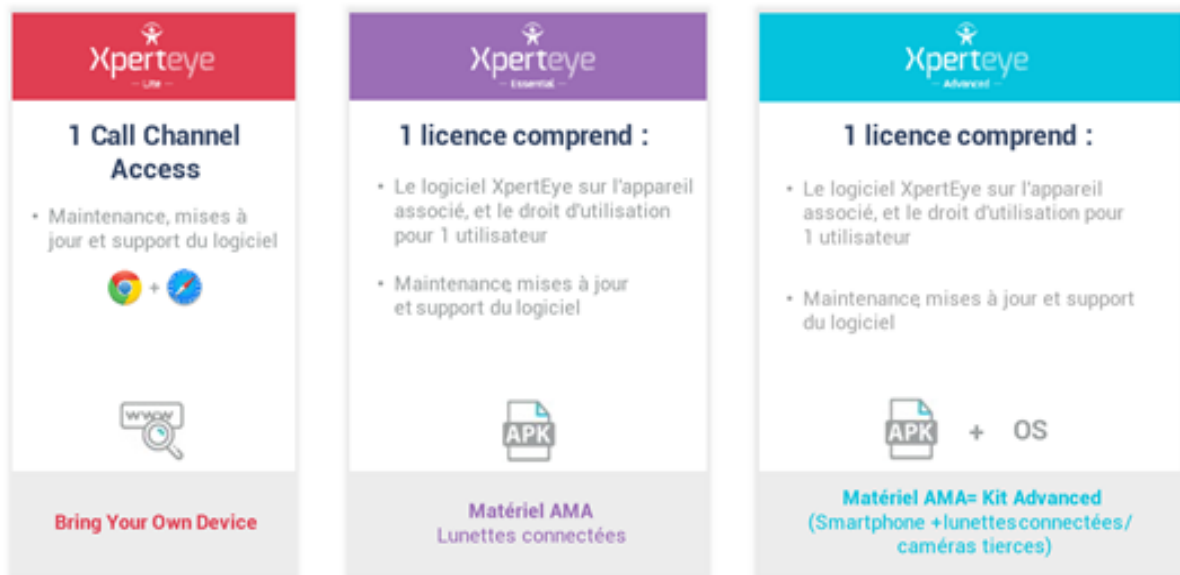 Xperteye
— Lite —
1 Call Channel
Access
• Maintenance, mises à
jour et support du logiciel
+
www
Bring Your Own Device
Xperteye
— Essential —
1 licence comprend :
• Le logiciel XpertEye sur l'appareil
associé, et le droit d'utilisation
pour 1 utilisateur
• Maintenance, mises à jour
et support du logiciel
APK
Matériel AMA
Lunettes connectées
Xperteye
— Advanced —
1 licence comprend :
• Le logiciel XpertEye sur l'appareil
associé, et le droit d'utilisation pour
1 utilisateur
• Maintenance, mises à jour et support
du logiciel
APK + OS
Matériel AMA= Kit Advanced
(Smartphone +lunettes connectées/
caméras tierces)